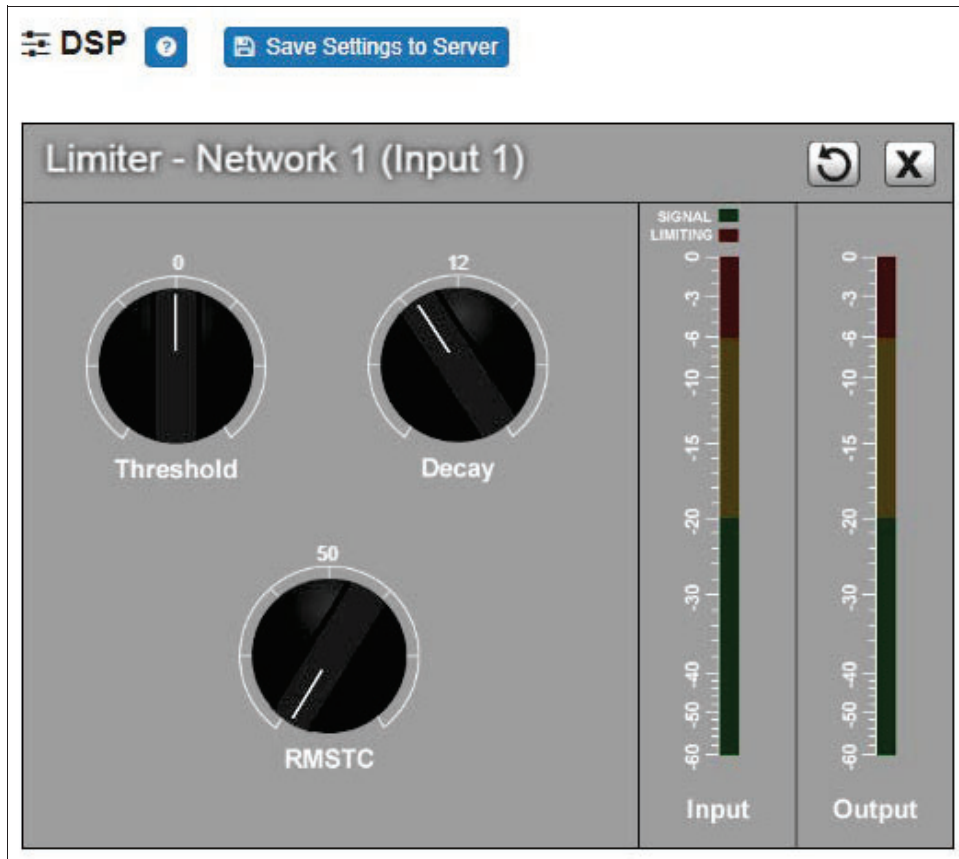 DSP ? Save Settings to Server
Limiter - Network 1 (Input 1)
X
0
Threshold
12
Decay
50
RMSTC
SIGNAL
LIMITING
0
-3
-6
-10
-15
-20
-30
-40
-50
-60
Input
0
-3
-6
-10
-15
-20
-30
-40
-50
-60
Output